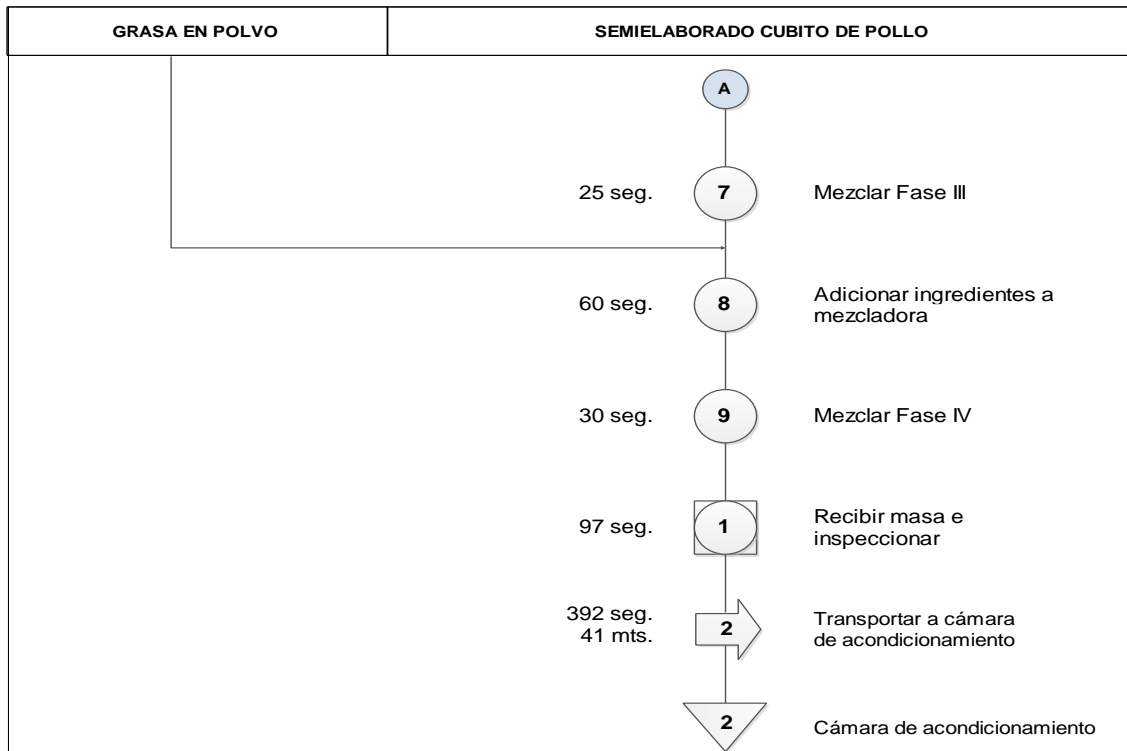 GRASA EN POLVO
SEMIELABORADO CUBITO DE POLLO
A
25 seg.
7
Mezclar Fase III
60 seg.
8
Adicionar ingredientes a
mezcladora
30 seg.
9
Mezclar Fase IV
97 seg.
1
Recibir masa e
inspeccionar
392 seg.
41 mts.
2
Transportar a cámara
de acondicionamiento
2
Cámara de acondicionamiento